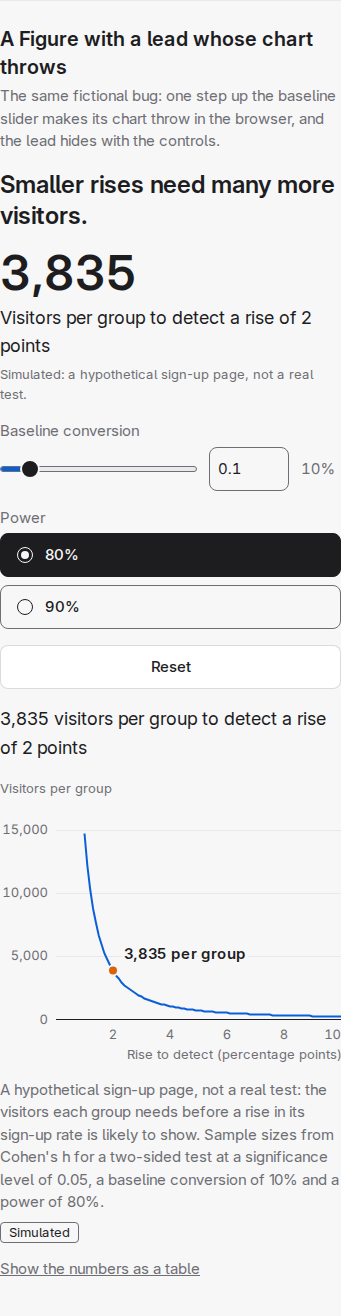 A Figure with a lead whose chart
throws
The same fictional bug: one step up the baseline
slider makes its chart throw in the browser, and
the lead hides with the controls.
Smaller rises need many more
visitors.
3,835
Visitors per group to detect a rise of 2
points
Simulated: a hypothetical sign-up page, not a real
test.
Baseline conversion
0.1
10%
Power
80%
90%
Reset
3,835 visitors per group to detect a rise
of 2 points
Visitors per group
15,000
10,000
5,000
3,835 per group
0
2 4 6 8 10
Rise to detect (percentage points)
A hypothetical sign-up page, not a real test: the
visitors each group needs before a rise in its
sign-up rate is likely to show. Sample sizes from
Cohen's h for a two-sided test at a significance
level of 0.05, a baseline conversion of 10% and a
power of 80%.
Simulated
Show the numbers as a table